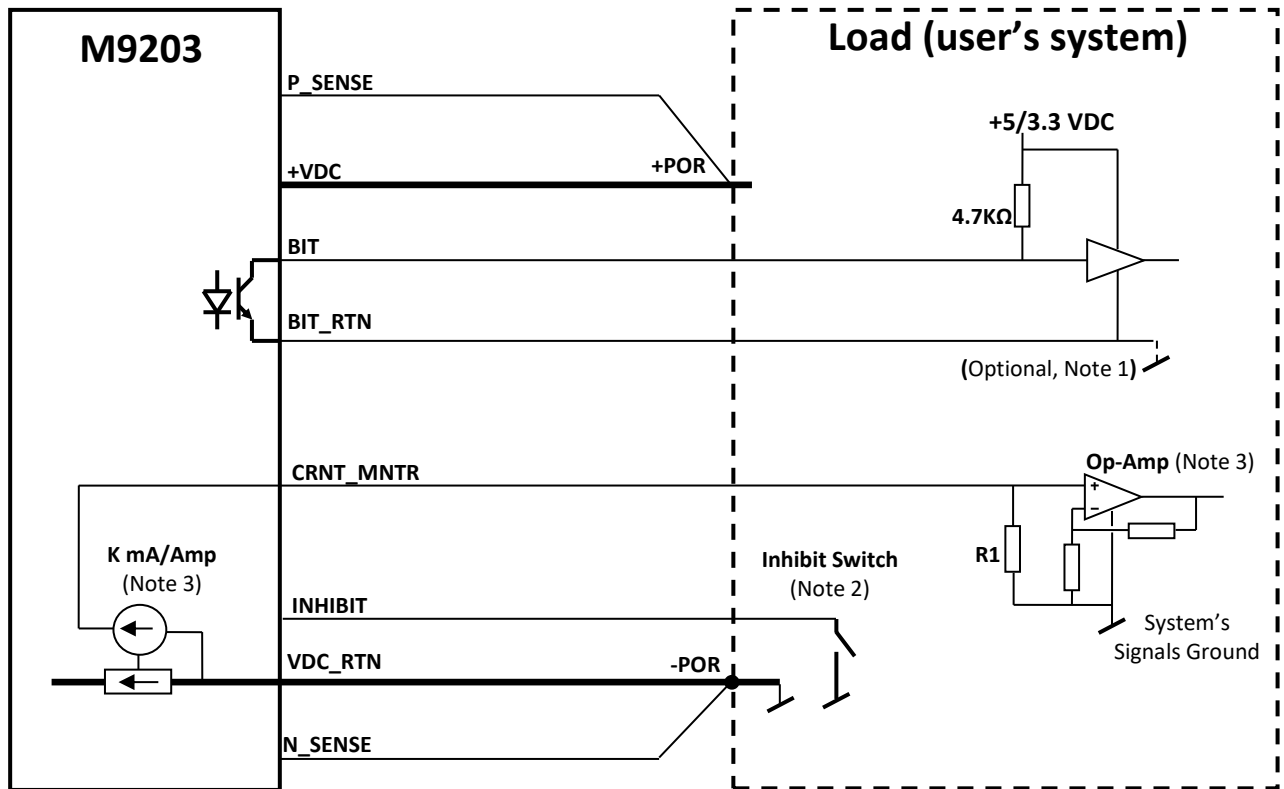 M9203
Load (user's system)
P_SENSE
+5/3.3 VDC
+VDC
+POR
4.7KΩ
BIT
BIT_RTN
(Optional, Note 1)
CRNT_MNTR
Op-Amp (Note 3)
+
−
K mA/Amp
(Note 3)
R1
Inhibit Switch
(Note 2)
INHIBIT
System's
Signals Ground
VDC_RTN
-POR
N_SENSE